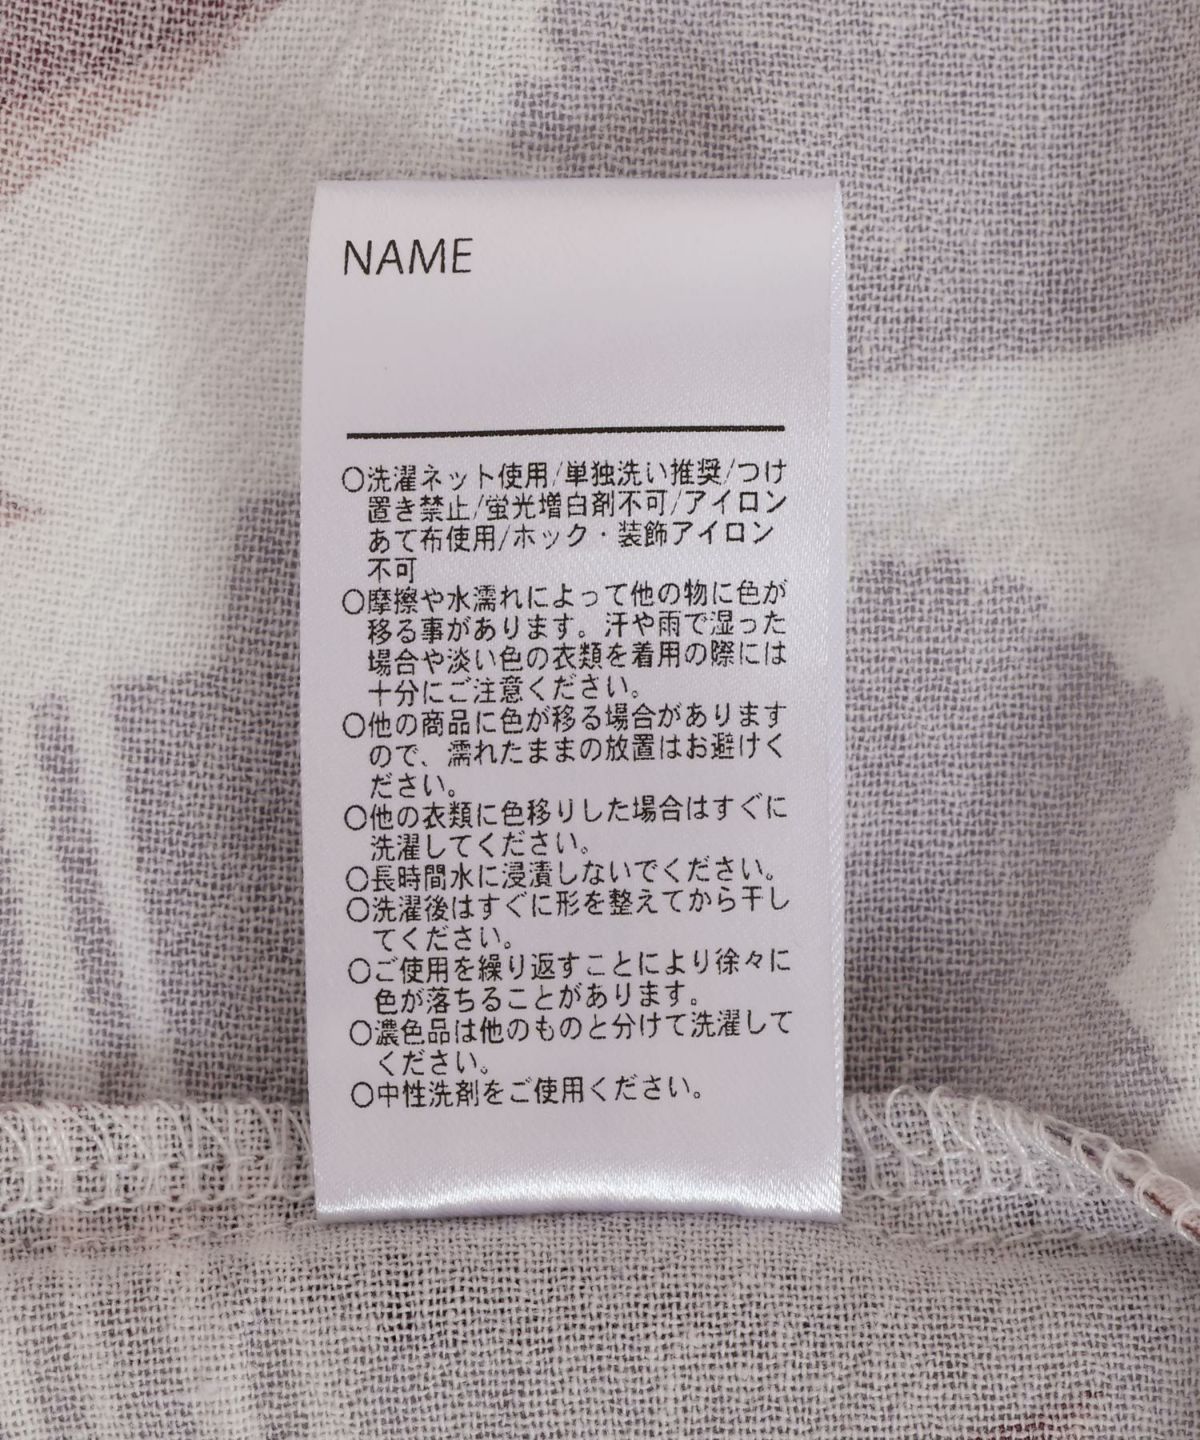 NAME
○洗濯ネット使用/単独洗い推奨/つけ
置き禁止/蛍光増白剤不可/アイロン
あて布使用/ホック・装飾アイロン
不可
○摩擦や水濡れによって他の物に色が
移る事があります。汗や雨で湿った
場合や淡い色の衣類を着用の際には
十分にご注意ください。
○他の商品に色が移る場合があります
ので、濡れたままの放置はお避けく
ださい。
○他の衣類に色移りした場合はすぐに
洗濯してください。
○長時間水に浸漬しないでください。
○洗濯後はすぐに形を整えてから干し
てください。
○ご使用を繰り返すことにより徐々に
色が落ちることがあります。
○濃色品は他のものと分けて洗濯して
ください。
○中性洗剤をご使用ください。